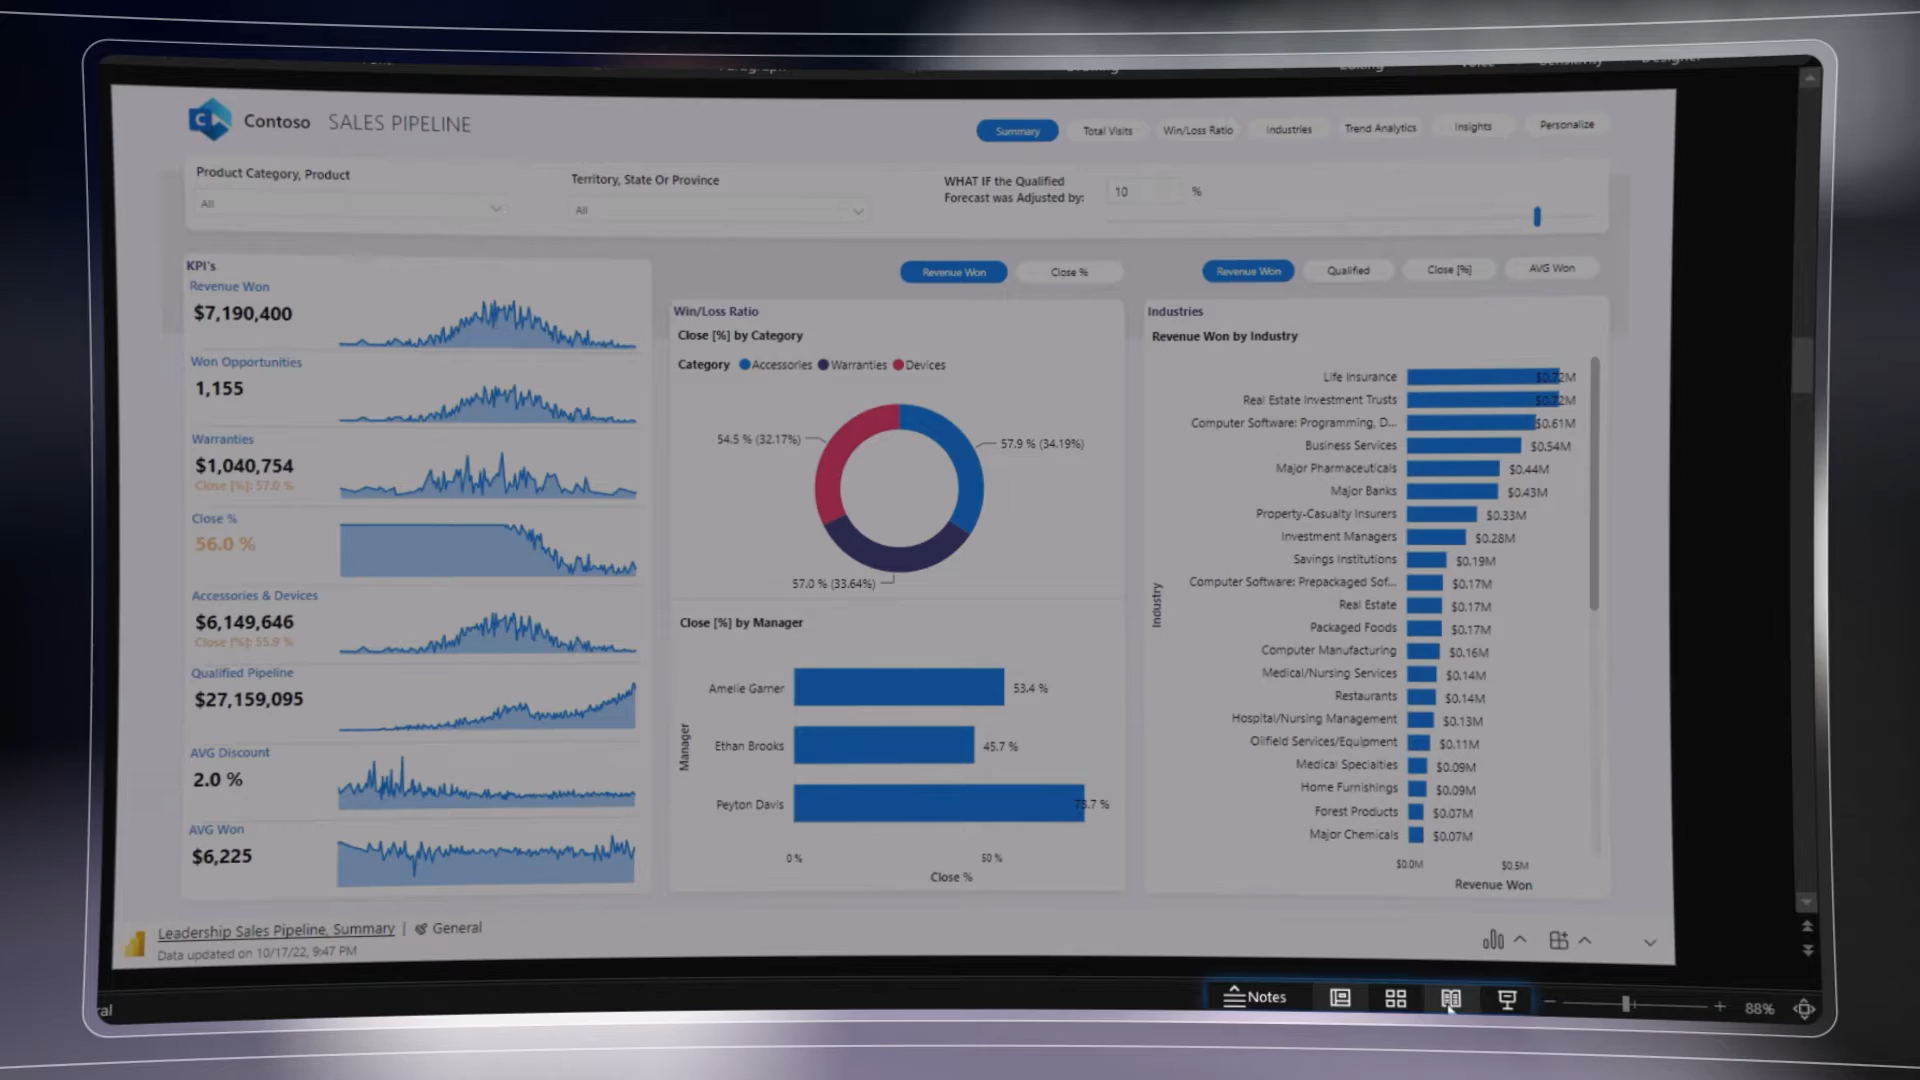 Contoso SALES PIPELINE
Summary Total Visits Win/Loss Ratio Industries Trend Analytics Insights Personalize
Product Category, Product
All
Territory, State Or Province
All
WHAT IF the Qualified
Forecast was Adjusted by:
10 %
KPI's
Revenue Won
$7,190,400
Won Opportunities
1,155
Warranties
$1,040,754
Close [%]: 57.0 %
Close %
56.0 %
Accessories & Devices
$6,149,646
Close [%]: 55.9 %
Qualified Pipeline
$27,159,095
AVG Discount
2.0 %
AVG Won
$6,225
Revenue Won Close %
Win/Loss Ratio
Close [%] by Category
Category Accessories Warranties Devices
54.5 % (32.17%)
57.9 % (34.19%)
57.0 % (33.64%)
Close [%] by Manager
Manager
Amelie Garner 53.4 %
Ethan Brooks 45.7 %
Peyton Davis 73.7 %
0 % 50 %
Close %
Revenue Won Qualified Close [%] AVG Won
Industries
Revenue Won by Industry
Industry
Life Insurance $0.72M
Real Estate Investment Trusts $0.72M
Computer Software: Programming, D... $0.61M
Business Services $0.54M
Major Pharmaceuticals $0.44M
Major Banks $0.43M
Property-Casualty Insurers $0.33M
Investment Managers $0.28M
Savings Institutions $0.19M
Computer Software: Prepackaged Sof... $0.17M
Real Estate $0.17M
Packaged Foods $0.17M
Computer Manufacturing $0.16M
Medical/Nursing Services $0.14M
Restaurants $0.14M
Hospital/Nursing Management $0.13M
Oilfield Services/Equipment $0.11M
Medical Specialties $0.09M
Home Furnishings $0.09M
Forest Products $0.07M
Major Chemicals $0.07M
$0.0M $0.5M
Revenue Won
Leadership Sales Pipeline, Summary | General
Data updated on 10/17/22, 9:47 PM
Notes
88%